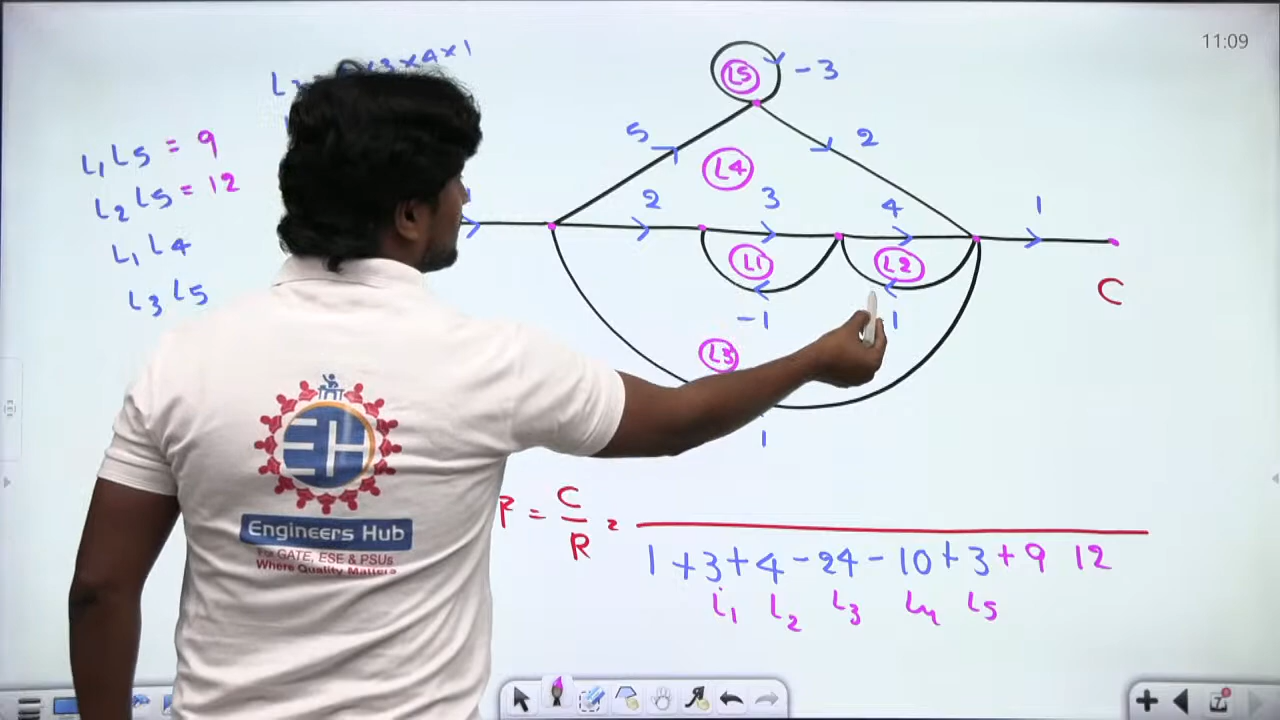 11:09
L5
- 3
L1 L5 = 9
L2 L5 = 12
L1 L4
L3 L5
5
2
L4
2
3
4
1
L1
L2
C
-1
1
L3
1
= C/R =
1 + 3 + 4 - 24 - 10 + 3 + 9 12
L1 L2 L3 L4 L5
EH
Engineers Hub
For GATE, ESE & PSUs
Where Quality Matters